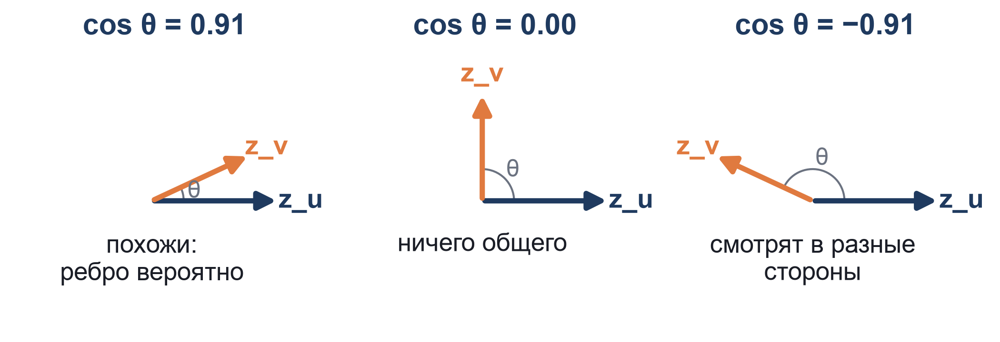 cos θ = 0.91
z_v
θ
z_u
похожи:
ребро вероятно
cos θ = 0.00
z_v
θ
z_u
ничего общего
cos θ = −0.91
z_v
θ
z_u
смотрят в разные
стороны